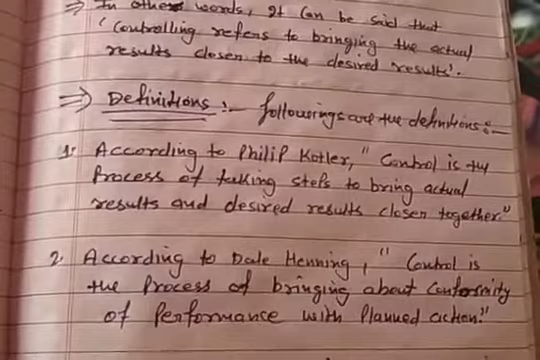 ⇒ In other words, It can be said that
'Controlling refers to bringing the actual
results closer to the desired results'.
⇒ Definitions :- followings are the definitions :-
1. According to Philip Kotler, "Control is the
Process of taking steps to bring actual
results and desired results closer together."
2. According to Dale Henning, "Control is
the Process of bringing about Conformity
of Performance with Planned action."